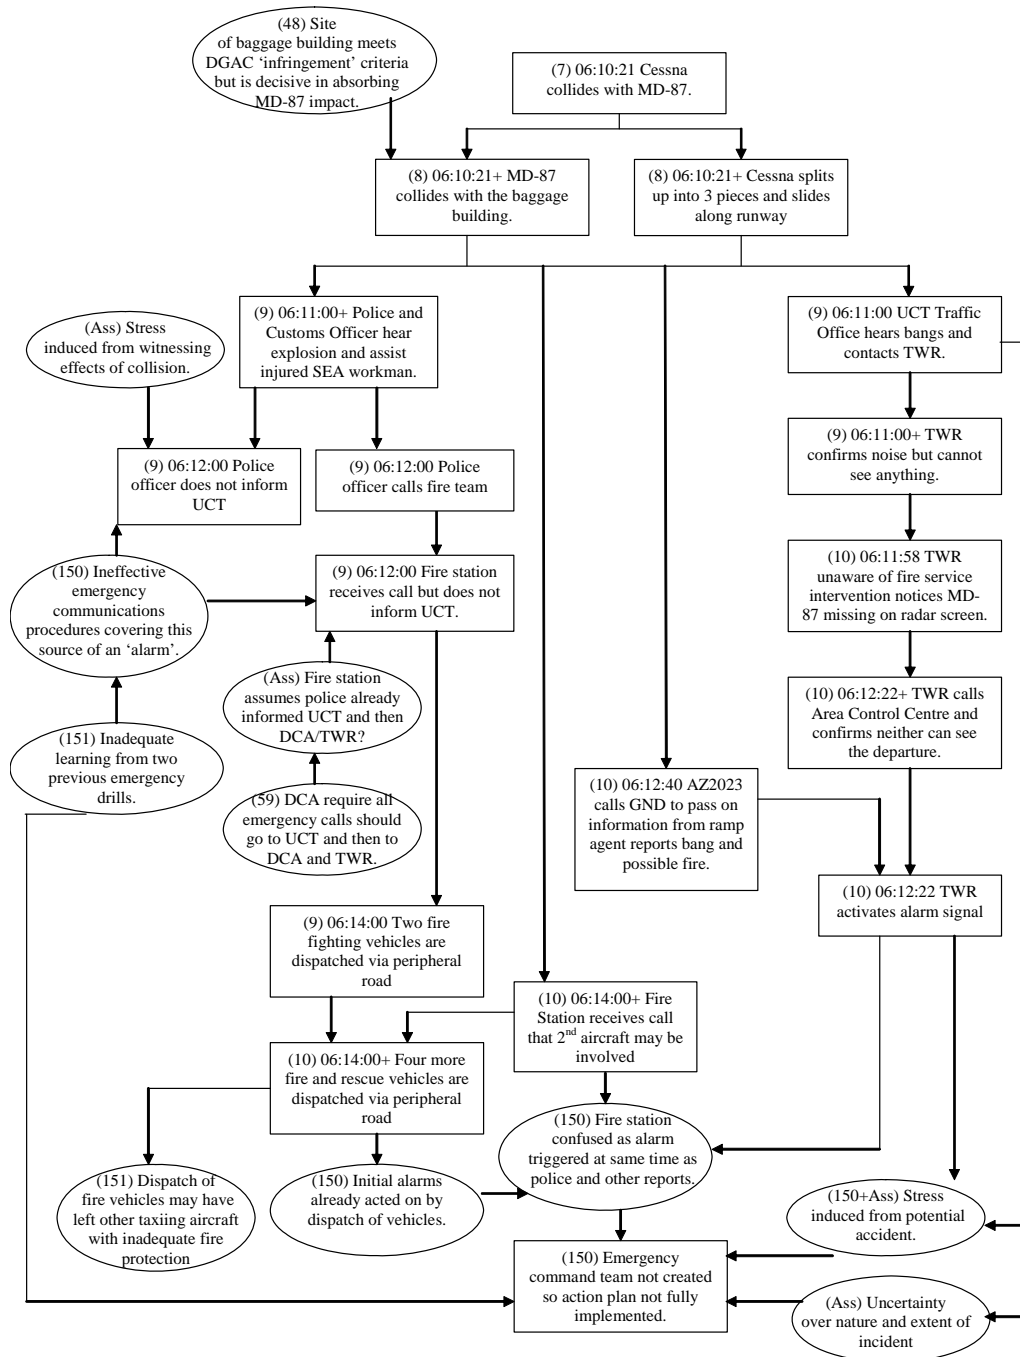 (48) Site
of baggage building meets
DGAC ‘infringement’ criteria
but is decisive in absorbing
MD-87 impact.
(7) 06:10:21 Cessna
collides with MD-87.
(8) 06:10:21+ MD-87
collides with the baggage
building.
(8) 06:10:21+ Cessna splits
up into 3 pieces and slides
along runway
(Ass) Stress
induced from witnessing
effects of collision.
(9) 06:11:00+ Police and
Customs Officer hear
explosion and assist
injured SEA workman.
(9) 06:11:00 UCT Traffic
Office hears bangs and
contacts TWR.
(9) 06:12:00 Police
officer does not inform
UCT
(9) 06:12:00 Police
officer calls fire team
(9) 06:11:00+ TWR
confirms noise but cannot
see anything.
(150) Ineffective
emergency
communications
procedures covering this
source of an ‘alarm’.
(9) 06:12:00 Fire station
receives call but does not
inform UCT.
(10) 06:11:58 TWR
unaware of fire service
intervention notices MD-
87 missing on radar screen.
(Ass) Fire station
assumes police already
informed UCT and then
DCA/TWR?
(10) 06:12:22+ TWR calls
Area Control Centre and
confirms neither can see
the departure.
(151) Inadequate
learning from two
previous emergency
drills.
(59) DCA require all
emergency calls should
go to UCT and then to
DCA and TWR.
(10) 06:12:40 AZ2023
calls GND to pass on
information from ramp
agent reports bang and
possible fire.
(10) 06:12:22 TWR
activates alarm signal
(9) 06:14:00 Two fire
fighting vehicles are
dispatched via peripheral
road
(10) 06:14:00+ Fire
Station receives call
that 2nd aircraft may be
involved
(10) 06:14:00+ Four more
fire and rescue vehicles are
dispatched via peripheral
road
(150) Fire station
confused as alarm
triggered at same time as
police and other reports.
(151) Dispatch of
fire vehicles may have
left other taxiing aircraft
with inadequate fire
protection
(150) Initial alarms
already acted on by
dispatch of vehicles.
(150+Ass) Stress
induced from potential
accident.
(150) Emergency
command team not created
so action plan not fully
implemented.
(Ass) Uncertainty
over nature and extent of
incident